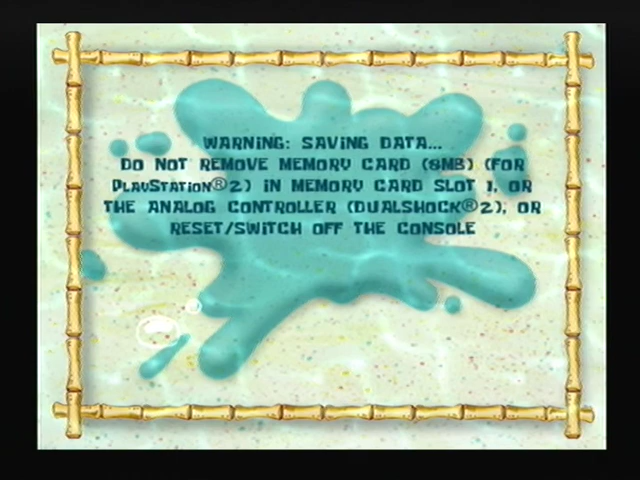 WARNING: SAVING DATA...
DO NOT REMOVE MEMORY CARD (8MB) (FOR
PLAYSTATION®2) IN MEMORY CARD SLOT 1, OR
THE ANALOG CONTROLLER (DUALSHOCK®2), OR
RESET/SWITCH OFF THE CONSOLE